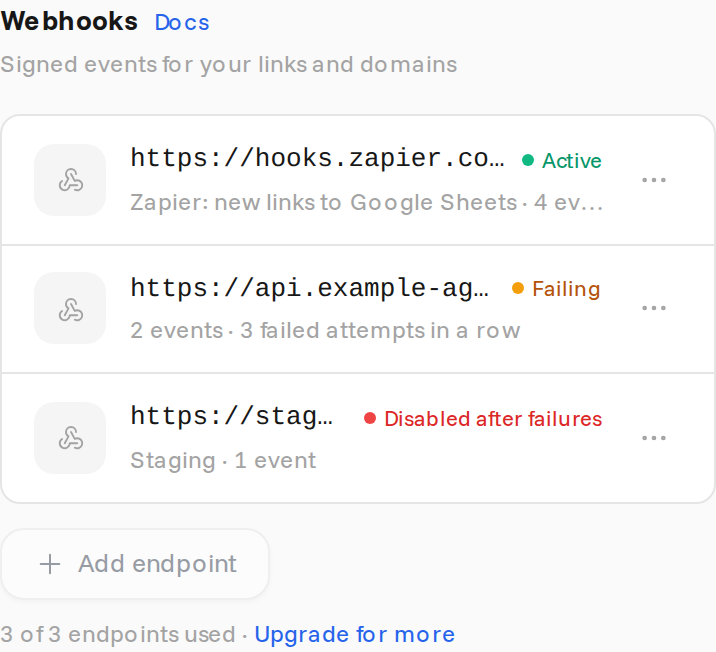 Webhooks Docs
Signed events for your links and domains
https://hooks.zapier.co… Active
Zapier: new links to Google Sheets · 4 ev…
https://api.example-ag… Failing
2 events · 3 failed attempts in a row
https://stag… Disabled after failures
Staging · 1 event
Add endpoint
3 of 3 endpoints used · Upgrade for more